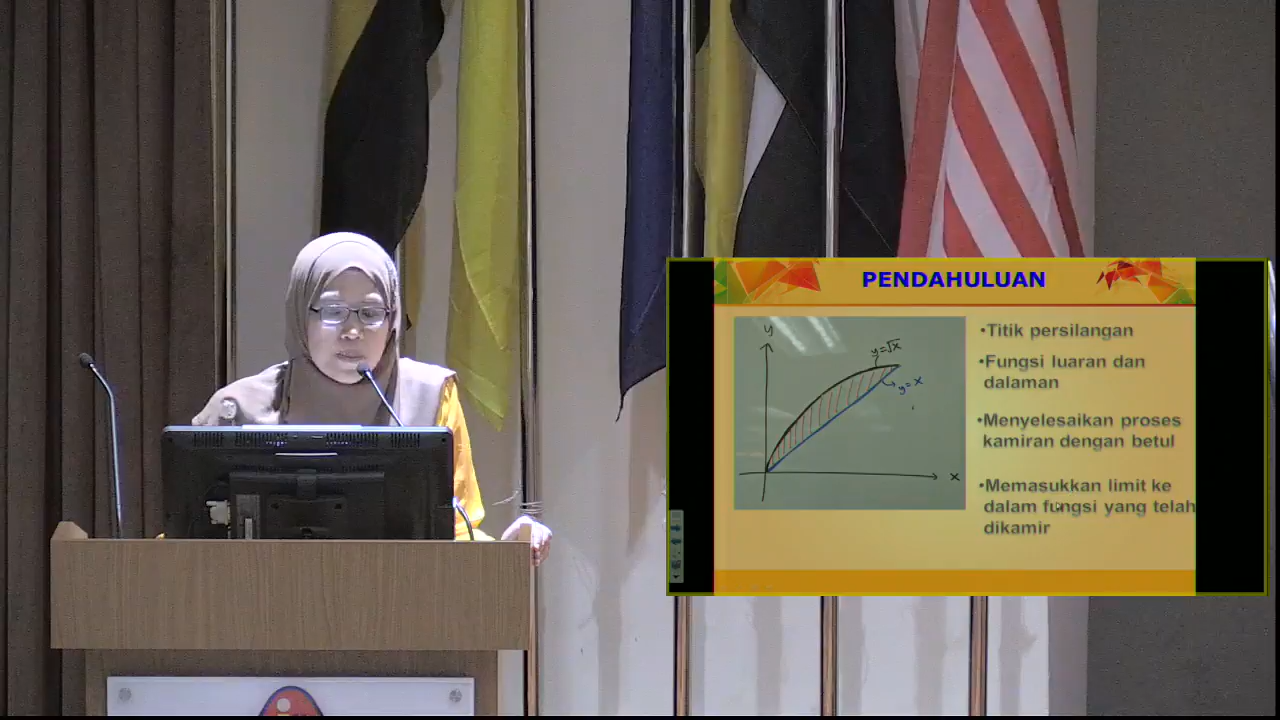 PENDAHULUAN
y
y=√x
y=x
x
•Titik persilangan
•Fungsi luaran dan
dalaman
•Menyelesaikan proses
kamiran dengan betul
•Memasukkan limit ke
dalam fungsi yang telah
dikamir